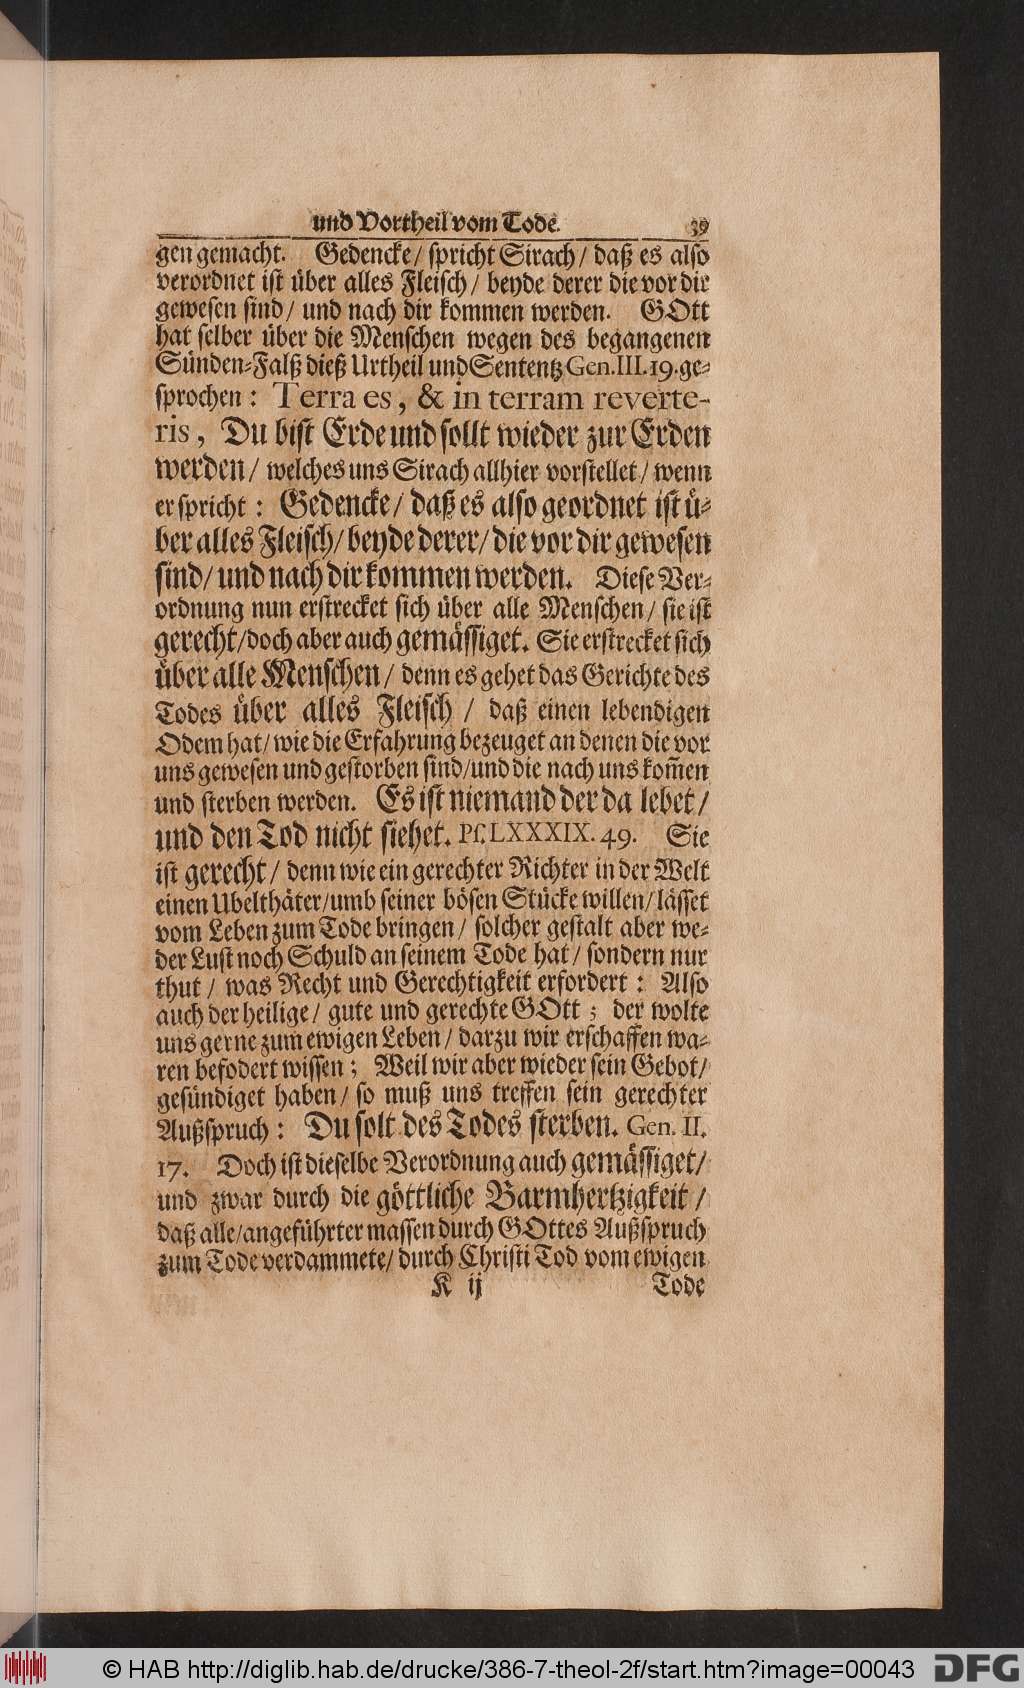 und Vortheil vom Tode. 39
gen gemacht. Gedencke/ spricht Sirach/ daß es also
verordnet ist über alles Fleisch/ beyde derer die vor dir
gewesen sind/ und nach dir kommen werden. GOtt
hat selber über die Menschen wegen des begangenen
Sünden-Falß dieß Urtheil und Sententz Gen. III. 19. ge-
sprochen: Terra es, & in terram reverte-
ris, Du bist Erde und sollt wieder zur Erden
werden/ welches uns Sirach allhier vorstellet/ wenn
er spricht: Gedencke/ daß es also geordnet ist ü-
ber alles Fleisch/ beyde derer/ die vor dir gewesen
sind/ und nach dir kommen werden. Diese Ver-
ordnung nun erstrecket sich über alle Menschen/ sie ist
gerecht/ doch aber auch gemässiget. Sie erstrecket sich
über alle Menschen/ denn es gehet das Gerichte des
Todes über alles Fleisch/ daß einen lebendigen
Odem hat/ wie die Erfahrung bezeuget an denen die vor
uns gewesen und gestorben sind/ und die nach uns kom̃en
und sterben werden. Es ist niemand der da lebet/
und den Tod nicht siehet. Ps. LXXXIX. 49. Sie
ist gerecht/ denn wie ein gerechter Richter in der Welt
einen Ubelthäter/ umb seiner bösen Stücke willen/ lässet
vom Leben zum Tode bringen/ solcher gestalt aber we-
der Lust noch Schuld an seinem Tode hat/ sondern nur
thut/ was Recht und Gerechtigkeit erfordert: Also
auch der heilige/ gute und gerechte GOtt; der wolte
uns gerne zum ewigen Leben/ darzu wir erschaffen wa-
ren befodert wissen; Weil wir aber wieder sein Gebot/
gesündiget haben/ so muß uns treffen sein gerechter
Außspruch: Du solt des Todes sterben. Gen. II.
17. Doch ist dieselbe Verordnung auch gemässiget/
und zwar durch die göttliche Barmhertzigkeit/
daß alle/ angeführter massen durch GOttes Außspruch
zum Tode verdammete/ durch Christi Tod vom ewigen
K ij Tode
© HAB http://diglib.hab.de/drucke/386-7-theol-2f/start.htm?image=00043 DFG